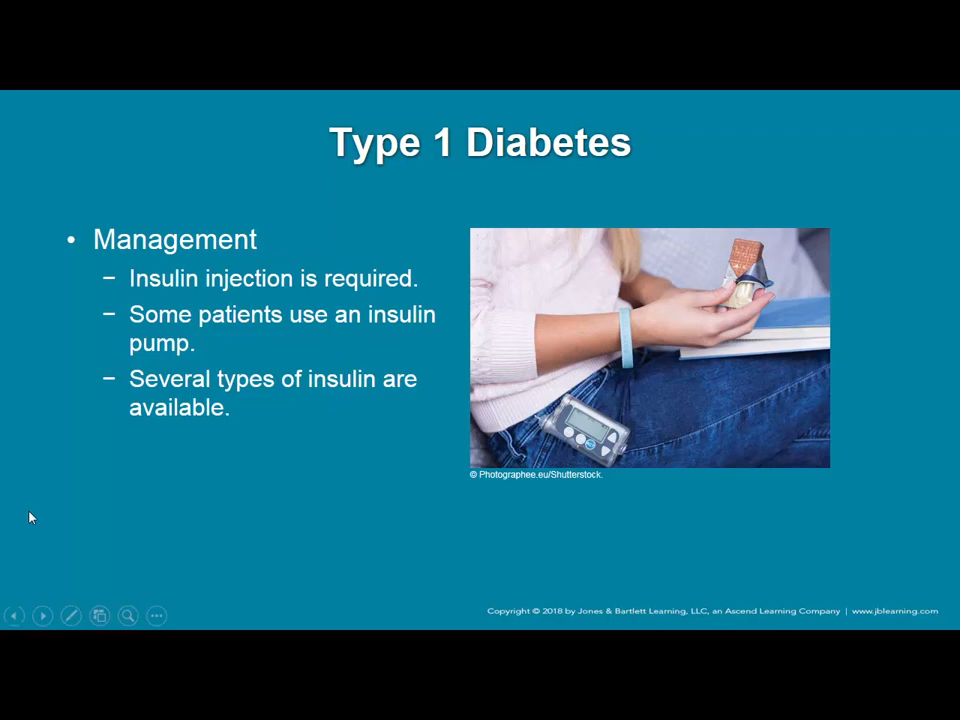 Type 1 Diabetes
• Management
– Insulin injection is required.
– Some patients use an insulin
pump.
– Several types of insulin are
available.
© Photographee.eu/Shutterstock.
Copyright © 2018 by Jones & Bartlett Learning, LLC, an Ascend Learning Company | www.jblearning.com